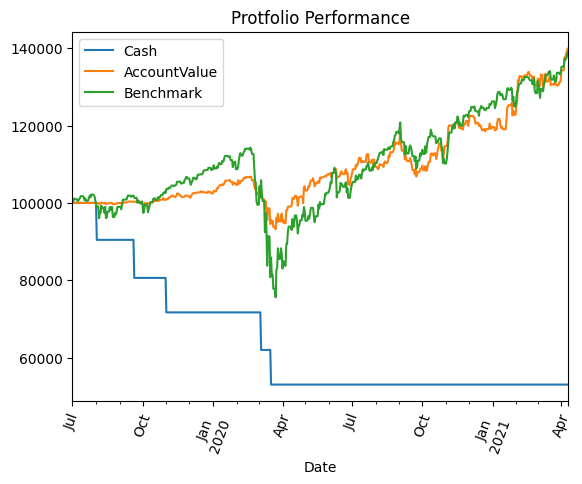 Protfolio Performance
Cash
AccountValue
Benchmark
140000
120000
100000
80000
60000
Jul
Oct
Jan
2020
Apr
Jul
Oct
Jan
2021
Apr
Date